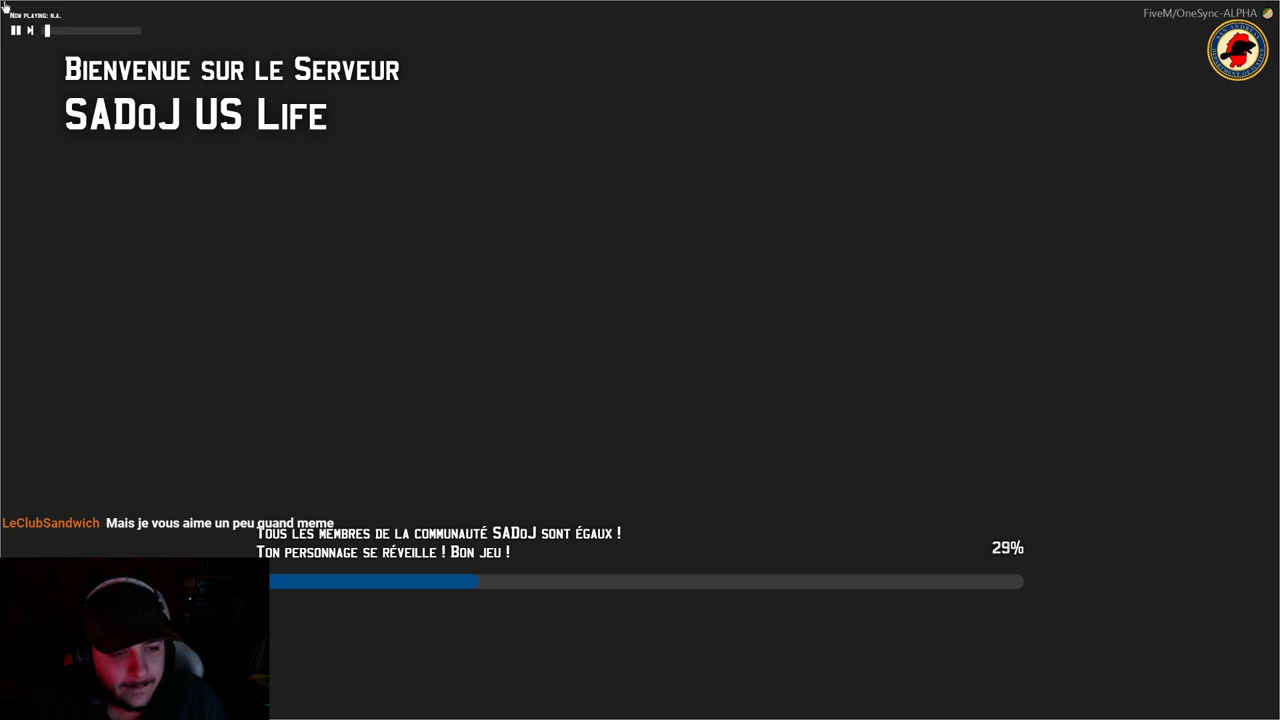 Now playing: n.a.
FiveM/OneSync-ALPHA
Bienvenue sur le Serveur
SADoJ US Life
LeClubSandwich Mais je vous aime un peu quand meme
Tous les membres de la communauté SADoJ sont égaux !
Ton personnage se réveille ! Bon jeu !
29%